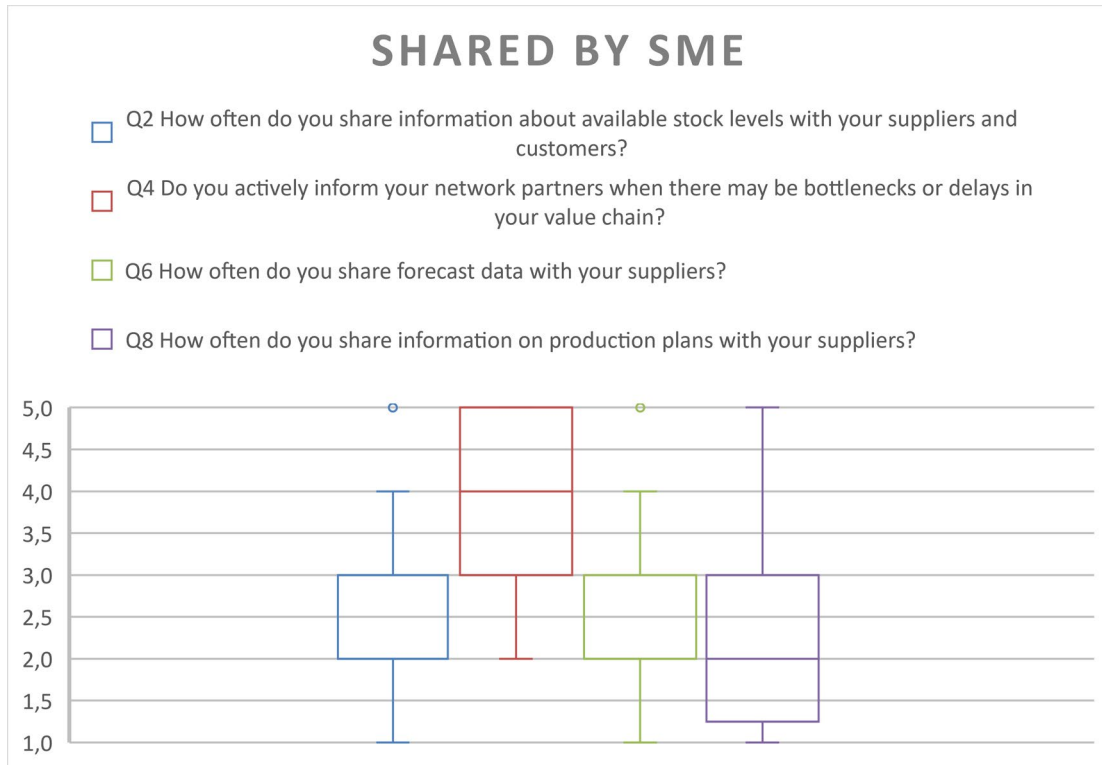 SHARED BY SME
Q2 How often do you share information about available stock levels with your suppliers and
customers?
Q4 Do you actively inform your network partners when there may be bottlenecks or delays in
your value chain?
Q6 How often do you share forecast data with your suppliers?
Q8 How often do you share information on production plans with your suppliers?
5,0
4,5
4,0
3,5
3,0
2,5
2,0
1,5
1,0